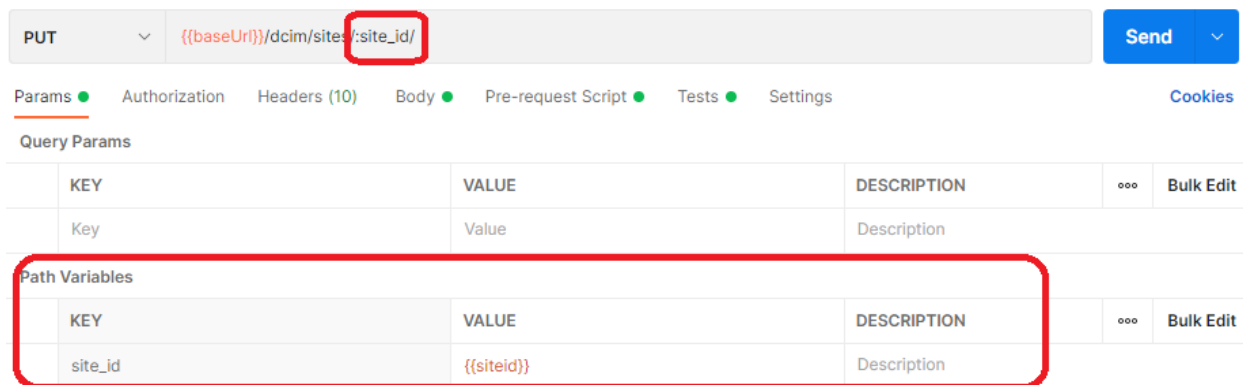 PUT {{baseUrl}}/dcim/sites/:site_id/ Send
Params Authorization Headers (10) Body Pre-request Script Tests Settings Cookies
Query Params
KEY VALUE DESCRIPTION ooo Bulk Edit
Key Value Description
Path Variables
KEY VALUE DESCRIPTION ooo Bulk Edit
site_id {{siteid}} Description